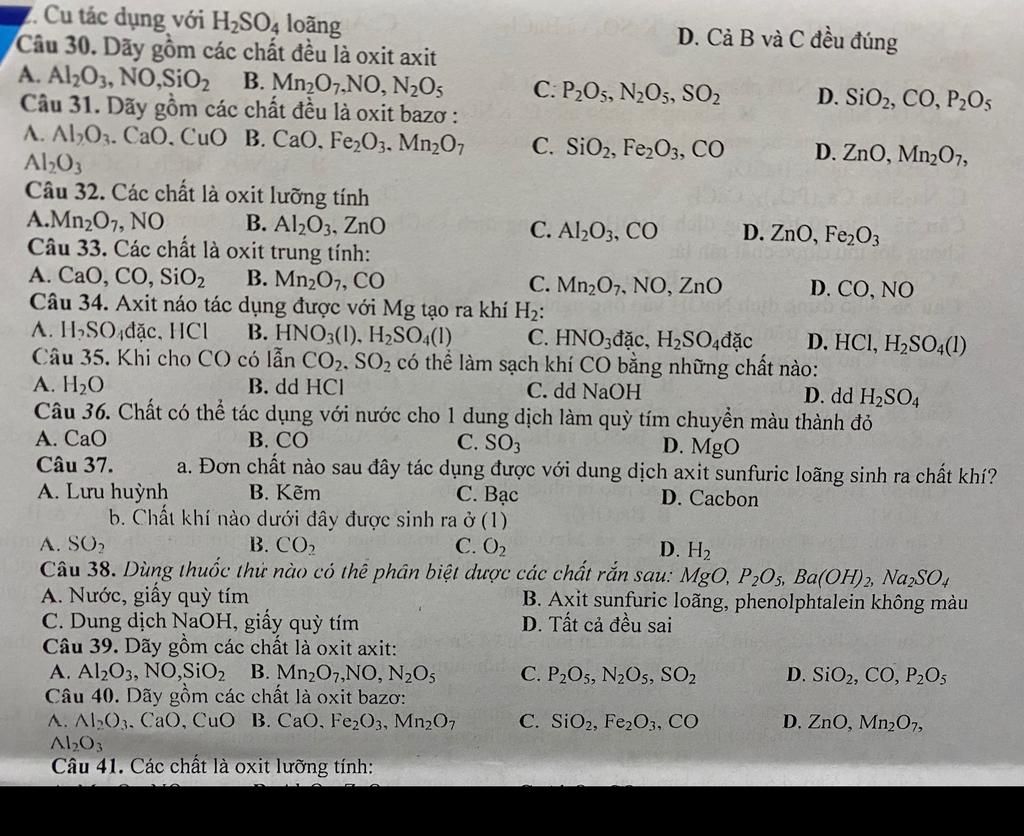 . Cu tác dụng với H₂SO₄ loãng
D. Cả B và C đều đúng
Câu 30. Dãy gồm các chất đều là oxit axit
A. Al₂O₃, NO,SiO₂ B. Mn₂O₇,NO, N₂O₅ C. P₂O₅, N₂O₅, SO₂ D. SiO₂, CO, P₂O₅
Câu 31. Dãy gồm các chất đều là oxit bazơ :
A. Al₂O₃. CaO, CuO B. CaO, Fe₂O₃. Mn₂O₇ C. SiO₂, Fe₂O₃, CO D. ZnO, Mn₂O₇,
Al₂O₃
Câu 32. Các chất là oxit lưỡng tính
A.Mn₂O₇, NO B. Al₂O₃, ZnO C. Al₂O₃, CO D. ZnO, Fe₂O₃
Câu 33. Các chất là oxit trung tính:
A. CaO, CO, SiO₂ B. Mn₂O₇, CO C. Mn₂O₇, NO, ZnO D. CO, NO
Câu 34. Axit náo tác dụng được với Mg tạo ra khí H₂:
A. H₂SO₄đặc, HCl B. HNO₃(l), H₂SO₄(l) C. HNO₃đặc, H₂SO₄đặc D. HCl, H₂SO₄(l)
Câu 35. Khi cho CO có lẫn CO₂, SO₂ có thể làm sạch khí CO bằng những chất nào:
A. H₂O B. dd HCl C. dd NaOH D. dd H₂SO₄
Câu 36. Chất có thể tác dụng với nước cho 1 dung dịch làm quỳ tím chuyển màu thành đỏ
A. CaO B. CO C. SO₃ D. MgO
Câu 37. a. Đơn chất nào sau đây tác dụng được với dung dịch axit sunfuric loãng sinh ra chất khí?
A. Lưu huỳnh B. Kẽm C. Bạc D. Cacbon
b. Chất khí nào dưới đây được sinh ra ở (1)
A. SO₂ B. CO₂ C. O₂ D. H₂
Câu 38. Dùng thuốc thử nào có thể phân biệt được các chất rắn sau: MgO, P₂O₅, Ba(OH)₂, Na₂SO₄
A. Nước, giấy quỳ tím B. Axit sunfuric loãng, phenolphtalein không màu
C. Dung dịch NaOH, giấy quỳ tím D. Tất cả đều sai
Câu 39. Dãy gồm các chất là oxit axit:
A. Al₂O₃, NO,SiO₂ B. Mn₂O₇,NO, N₂O₅ C. P₂O₅, N₂O₅, SO₂ D. SiO₂, CO, P₂O₅
Câu 40. Dãy gồm các chất là oxit bazơ:
A. Al₂O₃, CaO, CuO B. CaO, Fe₂O₃, Mn₂O₇ C. SiO₂, Fe₂O₃, CO D. ZnO, Mn₂O₇,
Al₂O₃
Câu 41. Các chất là oxit lưỡng tính: